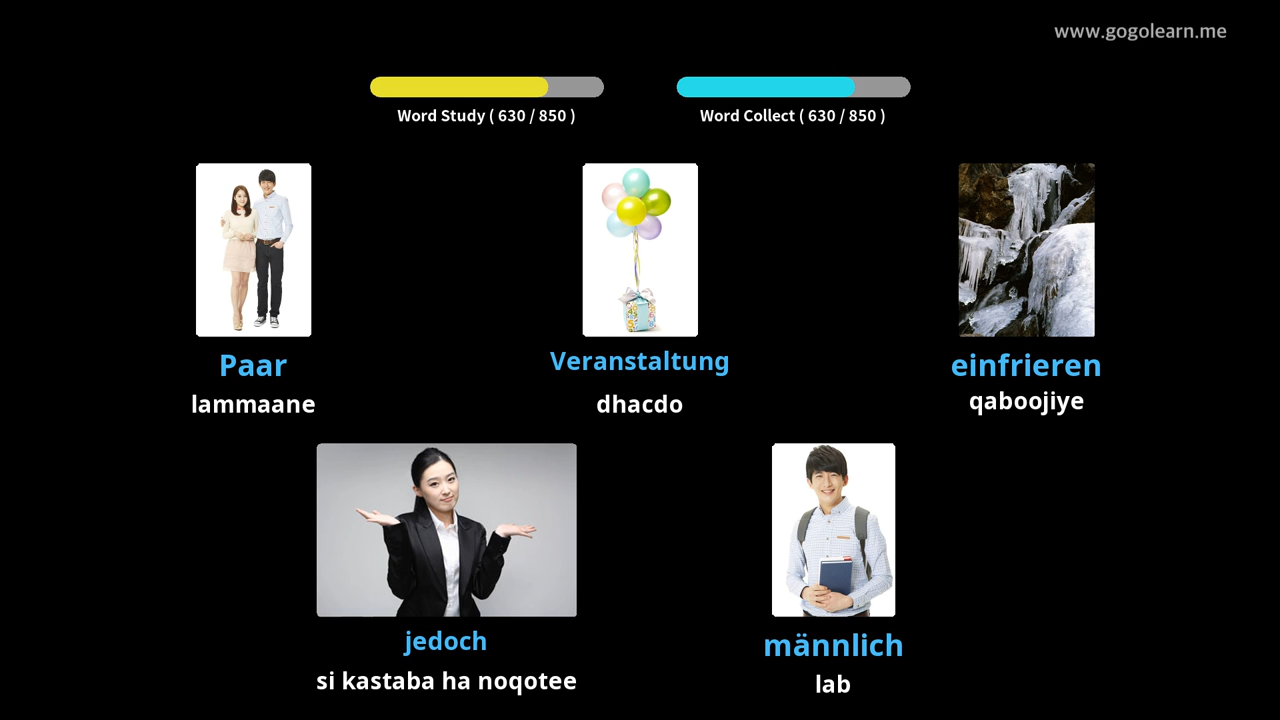 www.gogolearn.me
Word Study ( 630 / 850 )
Word Collect ( 630 / 850 )
Paar
lammaane
Veranstaltung
dhacdo
einfrieren
qaboojiye
jedoch
si kastaba ha noqotee
männlich
lab